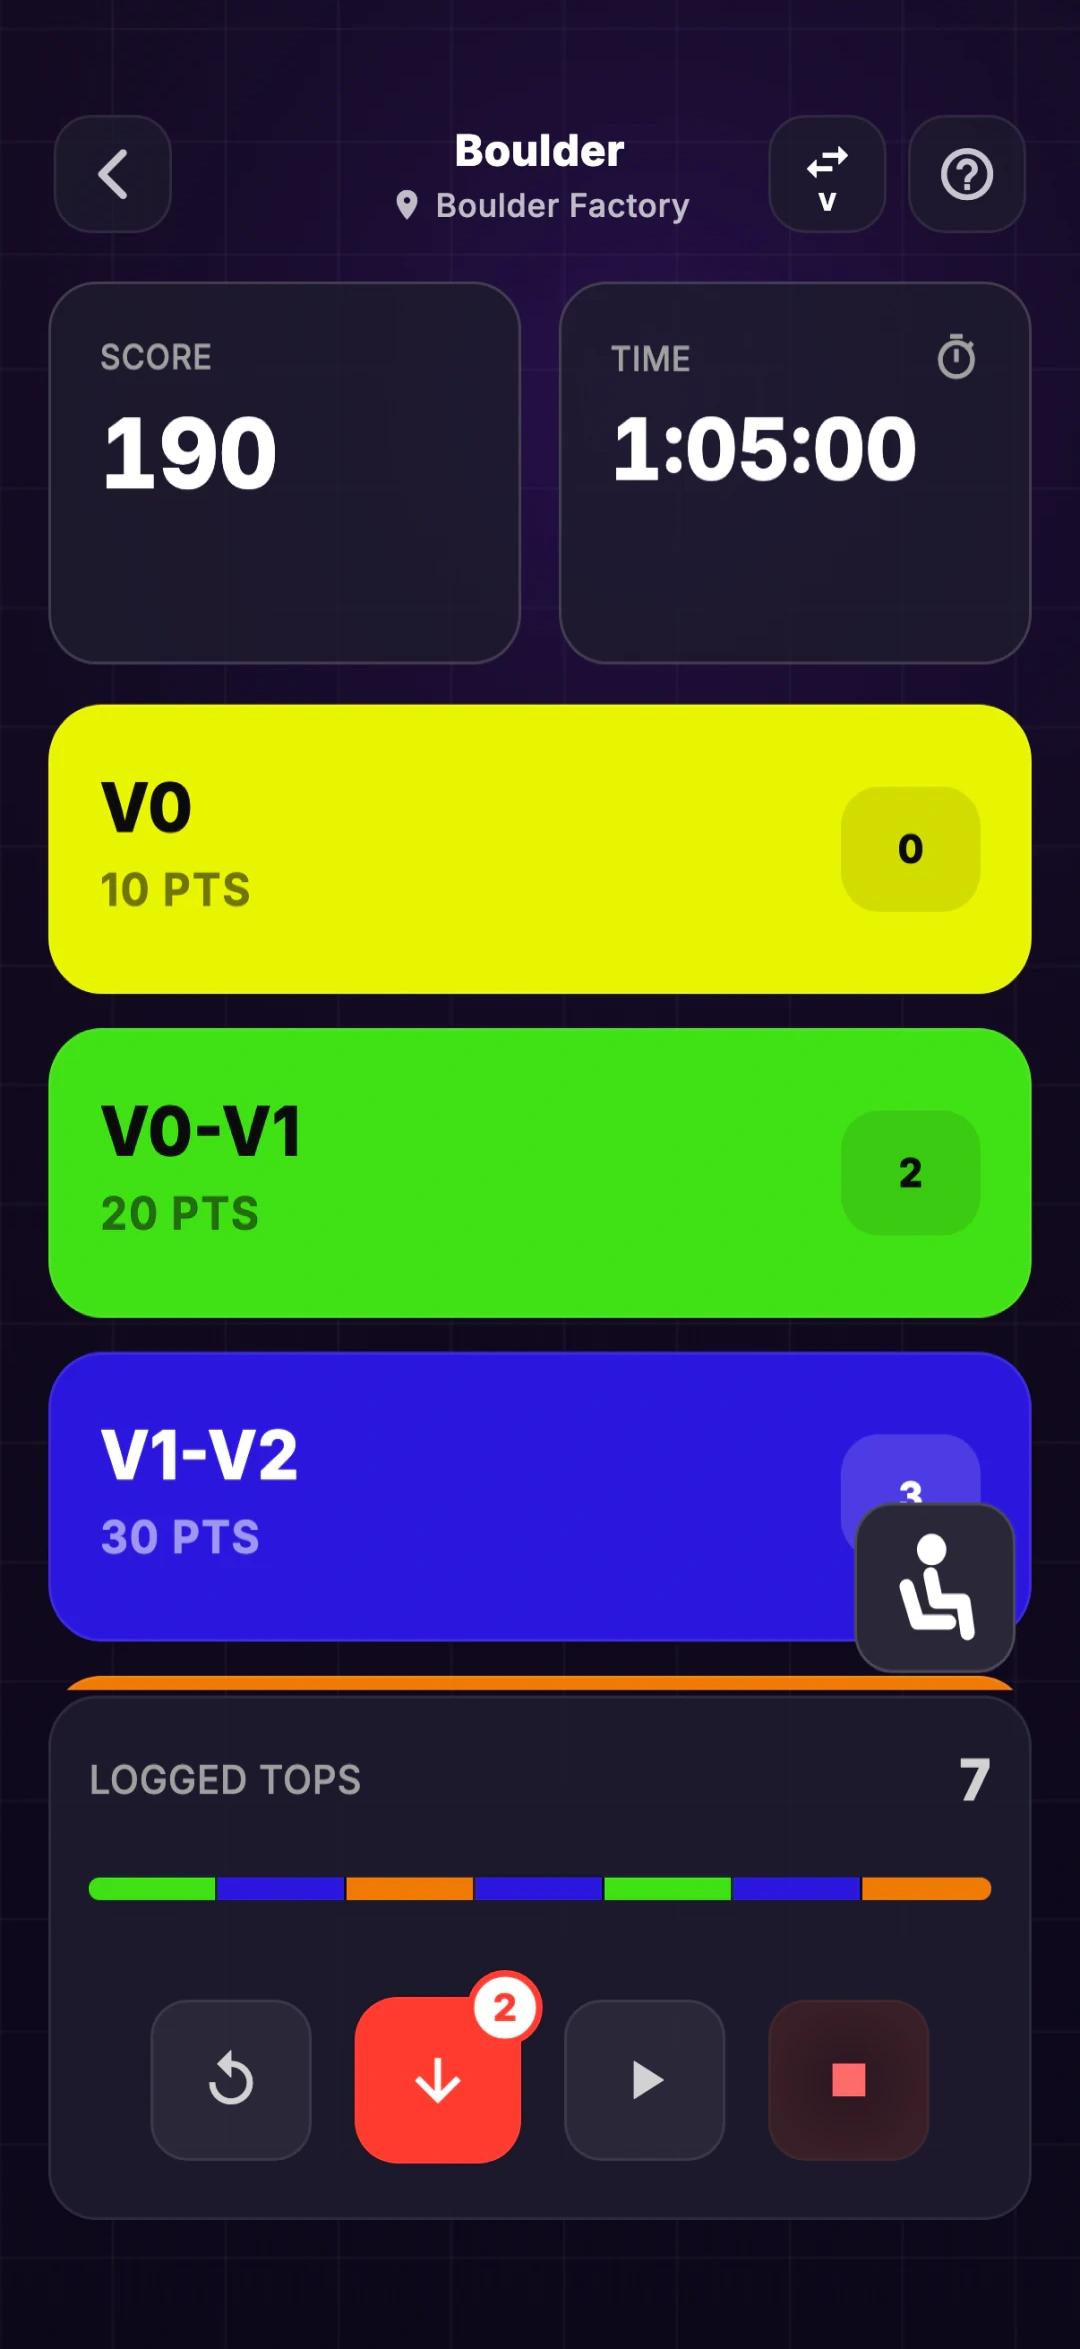 Boulder
Boulder Factory
V
?
SCORE
190
TIME
1:05:00
V0
10 PTS
0
V0-V1
20 PTS
2
V1-V2
30 PTS
3
LOGGED TOPS
7
2